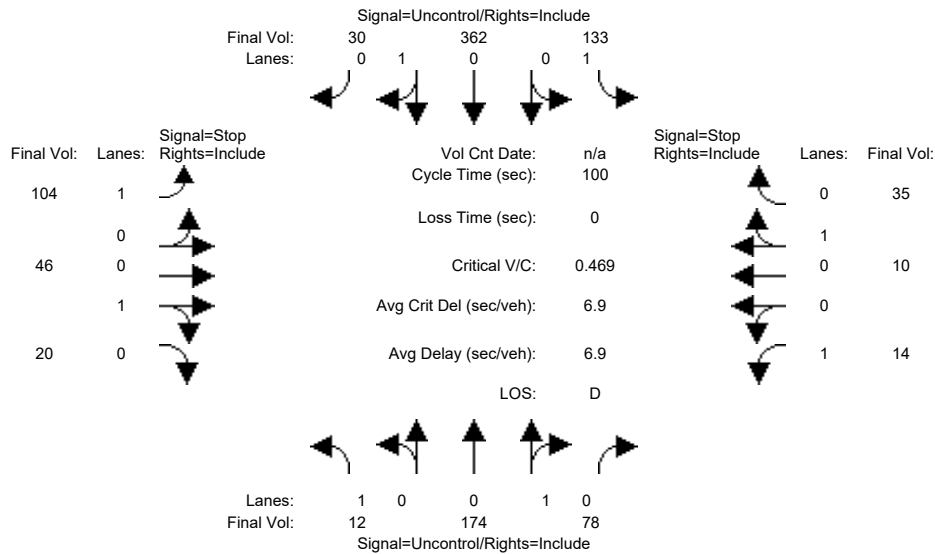 Signal=Uncontrol/Rights=Include
Final Vol: 30 362 133
Lanes: 0 1 0 0 1
Signal=Stop
Final Vol: Lanes: Rights=Include
Vol Cnt Date: n/a
Signal=Stop
Rights=Include Lanes: Final Vol:
Cycle Time (sec): 100
104 1
0 35
Loss Time (sec): 0
0
1
46 0
Critical V/C: 0.469
0 10
1
Avg Crit Del (sec/veh): 6.9
0
20 0
Avg Delay (sec/veh): 6.9
1 14
LOS: D
Lanes: 1 0 0 1 0
Final Vol: 12 174 78
Signal=Uncontrol/Rights=Include